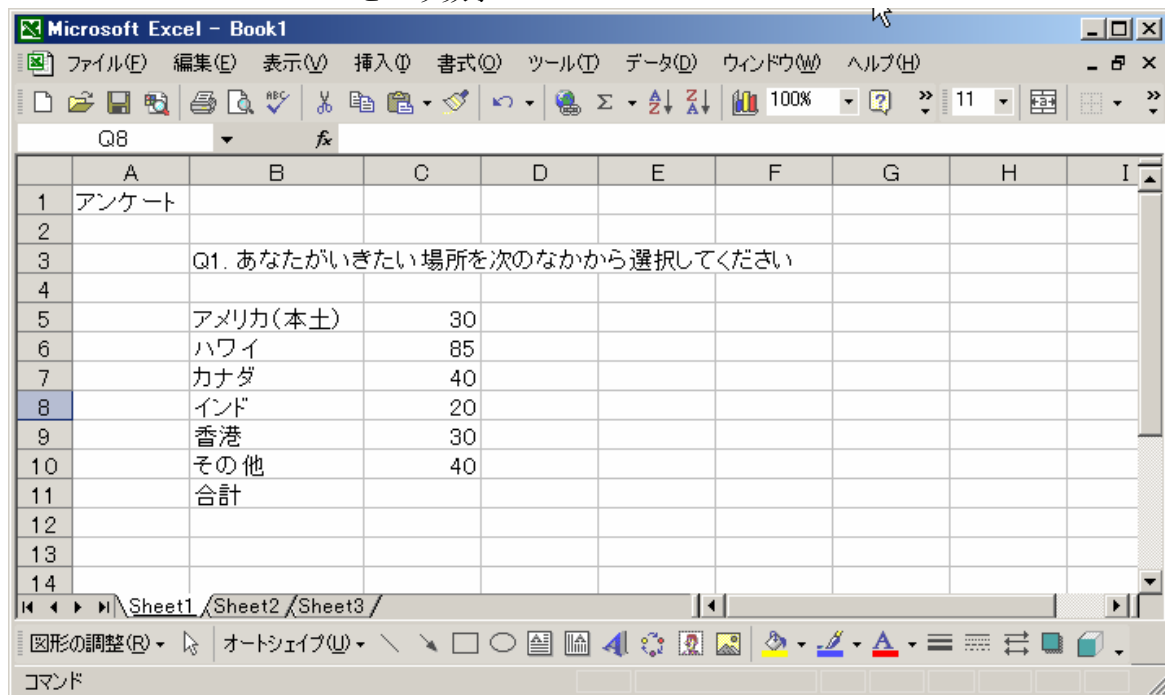 Microsoft Excel - Book1
ファイル(F) 編集(E) 表示(V) 挿入(I) 書式(O) ツール(T) データ(D) ウィンドウ(W) ヘルプ(H)
ABC Σ A Z Z A 100% ? » 11 a »
Q8 fx
A B C D E F G H I
1 アンケート
2
3 Q1. あなたがいきたい場所を次のなかから選択してください
4
5 アメリカ(本土) 30
6 ハワイ 85
7 カナダ 40
8 インド 20
9 香港 30
10 その他 40
11 合計
12
13
14
Sheet1 Sheet2 Sheet3
図形の調整(R) オートシェイプ(U) A A
コマンド